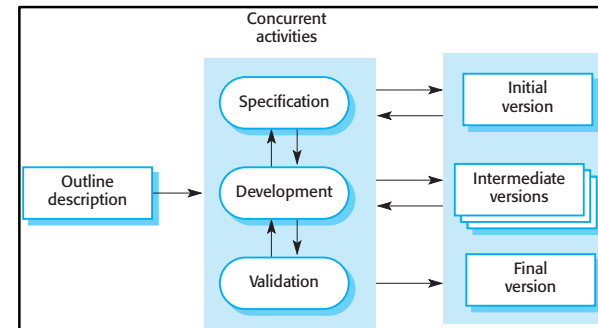 Concurrent
activities
Specification
Initial
version
Outline
description
Development
Intermediate
versions
Validation
Final
version